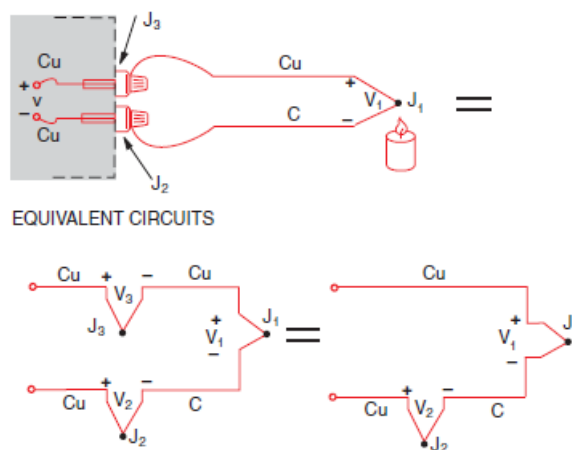 J3
Cu
+
v
−
Cu
Cu
+
V1
J1
−
C
=
J2
EQUIVALENT CIRCUITS
Cu
+
−
Cu
V3
J3
+
V1
−
J1
=
Cu
+
V2
−
C
J2
Cu
+
V1
−
J
Cu
+
V2
−
C
J2